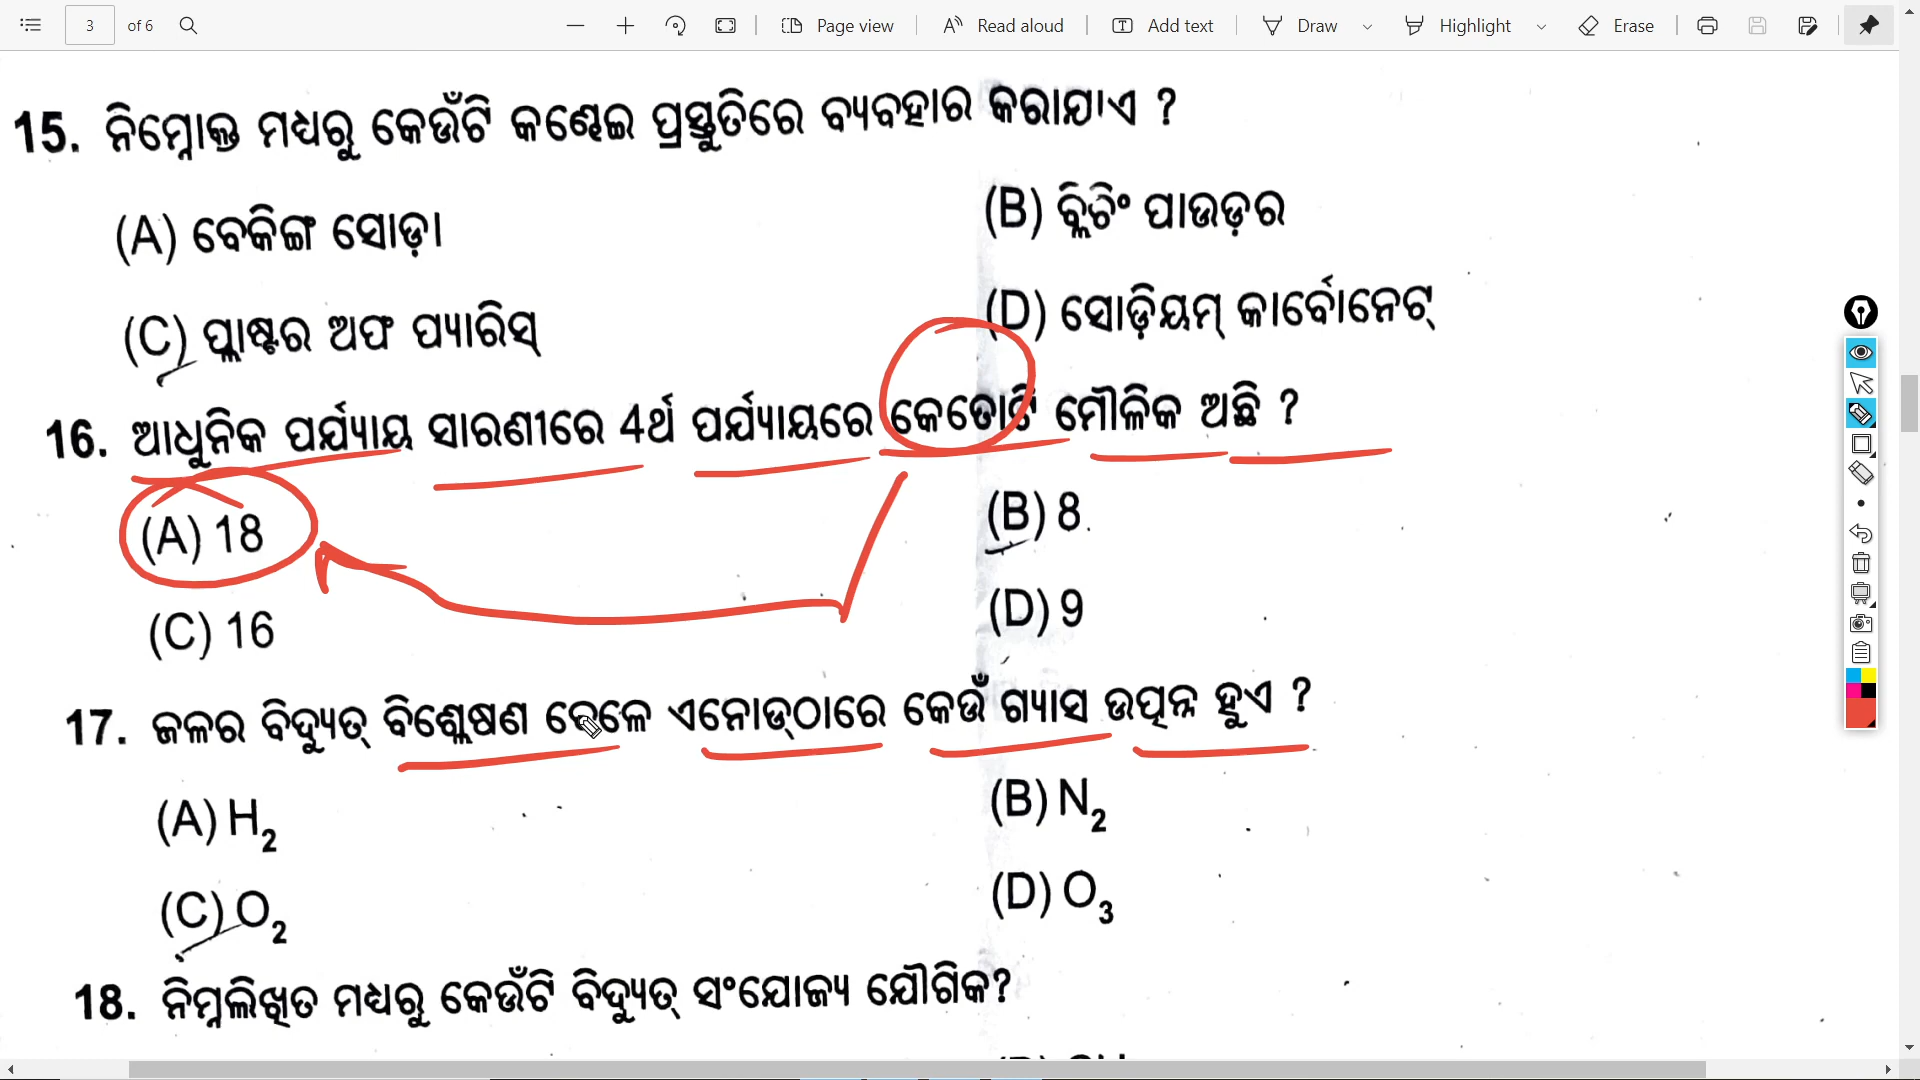 3 of 6 Page view Read aloud Add text Draw Highlight Erase
15. ନିମ୍ନୋକ୍ତ ମଧ୍ୟରୁ କେଉଁଟି କଣ୍ଢେଇ ପ୍ରସ୍ତୁତିରେ ବ୍ୟବହାର କରାଯାଏ ?
(A) ବେକିଙ୍ଗ ସୋଡ଼ା (B) ବ୍ଲିଚିଂ ପାଉଡ଼ର
(C) ପ୍ଲାଷ୍ଟର ଅଫ ପ୍ୟାରିସ୍ (D) ସୋଡ଼ିୟମ୍ କାର୍ବୋନେଟ୍
16. ଆଧୁନିକ ପର୍ଯ୍ୟାୟ ସାରଣୀରେ 4ର୍ଥ ପର୍ଯ୍ୟାୟରେ କେତୋଟି ମୌଳିକ ଅଛି ?
(A) 18 (B) 8
(C) 16 (D) 9
17. ଜଳର ବିଦ୍ୟୁତ୍ ବିଶ୍ଳେଷଣ ବେଳେ ଏନୋଡ୍‌ଠାରେ କେଉଁ ଗ୍ୟାସ ଉତ୍ପନ୍ନ ହୁଏ ?
(A) H₂ (B) N₂
(C) O₂ (D) O₃
18. ନିମ୍ନଲିଖିତ ମଧ୍ୟରୁ କେଉଁଟି ବିଦ୍ୟୁତ୍ ସଂଯୋଜ୍ୟ ଯୌଗିକ?